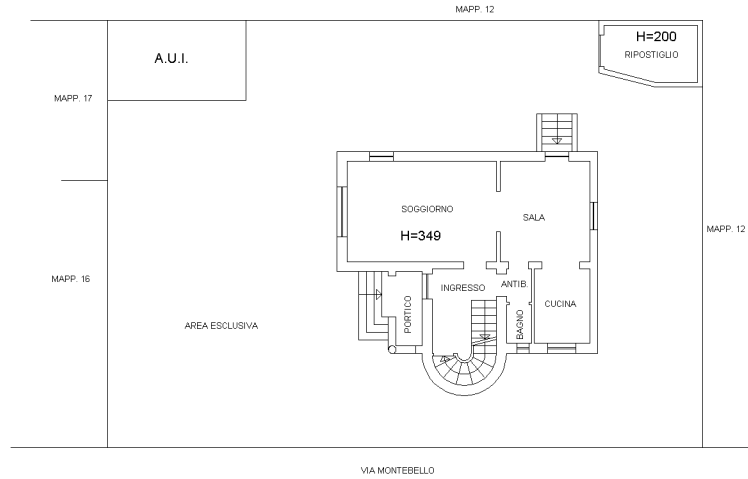 MAPP. 12
A.U.I.
H=200
RIPOSTIGLIO
MAPP. 17
SOGGIORNO
SALA
H=349
MAPP. 12
MAPP. 16
INGRESSO
ANTIB.
PORTICO
CUCINA
BAGNO
AREA ESCLUSIVA
VIA MONTEBELLO